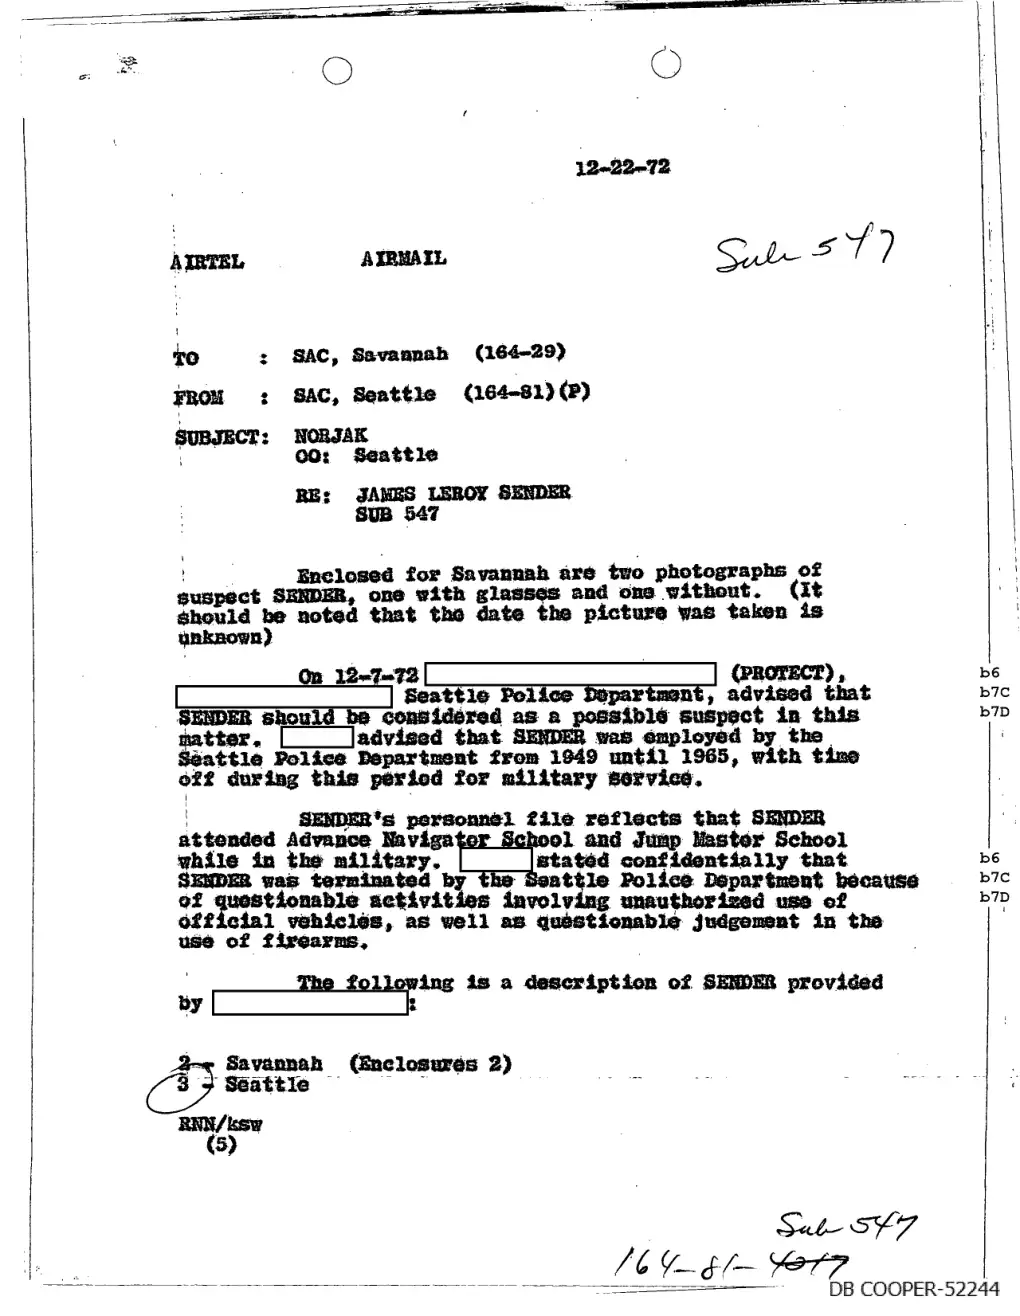 12-22-72
AIRTEL AIRMAIL
Sub 547
TO : SAC, Savannah (164-29)
FROM : SAC, Seattle (164-81)(P)
SUBJECT: NORJAK
OO: Seattle
RE: JAMES LEROY SENDER
SUB 547
Enclosed for Savannah are two photographs of
suspect SENDER, one with glasses and one without. (It
should be noted that the date the picture was taken is
unknown)
On 12-7-72 (PROTECT), b6
Seattle Police Department, advised that b7C
SENDER should be considered as a possible suspect in this b7D
matter. advised that SENDER was employed by the
Seattle Police Department from 1949 until 1965, with time
off during this period for military service.
SENDER's personnel file reflects that SENDER
attended Advance Navigator School and Jump Master School
while in the military. stated confidentially that b6
SENDER was terminated by the Seattle Police Department because b7C
of questionable activities involving unauthorized use of b7D
official vehicles, as well as questionable judgement in the
use of firearms.
The following is a description of SENDER provided
by :
2 - Savannah (Enclosures 2)
3 - Seattle
RNN/ksw
(5)
Sub 547
164-81-4017
DB COOPER-52244